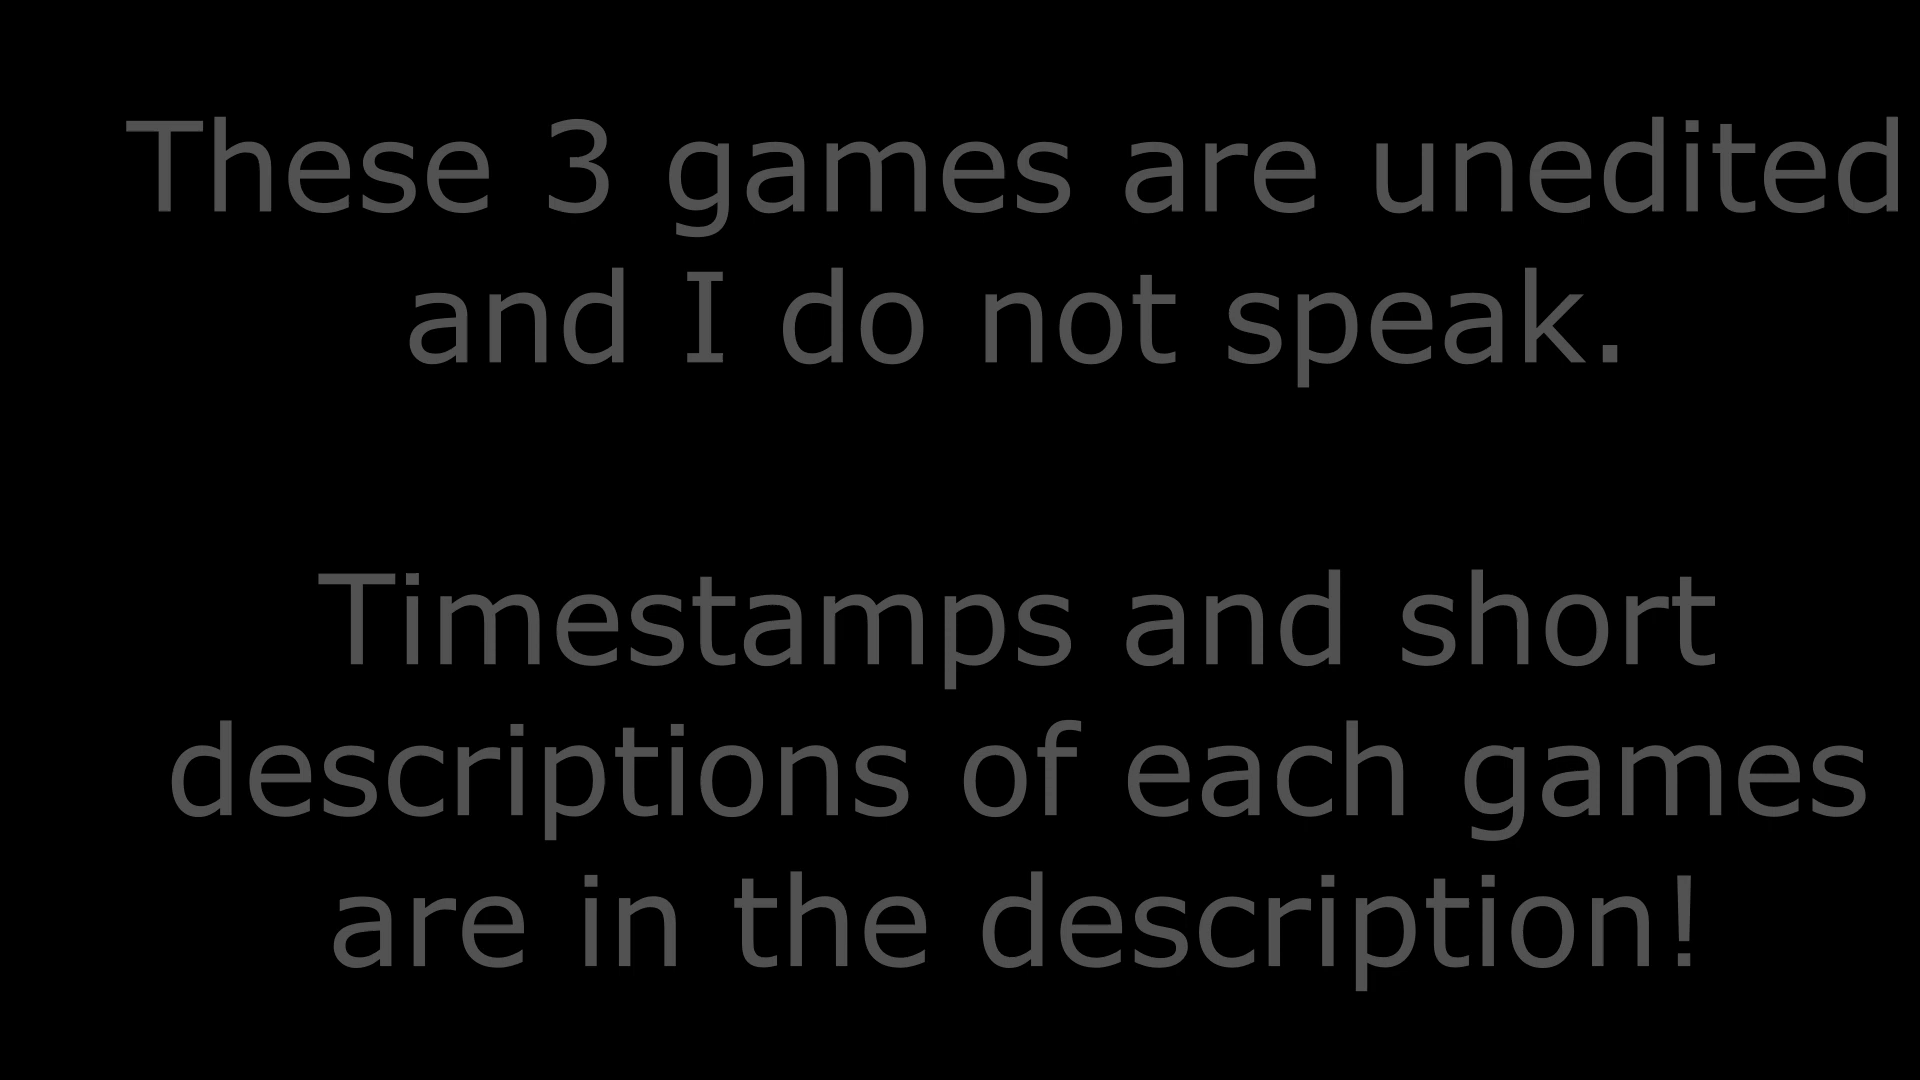 These 3 games are unedited
and I do not speak.
Timestamps and short
descriptions of each games
are in the description!